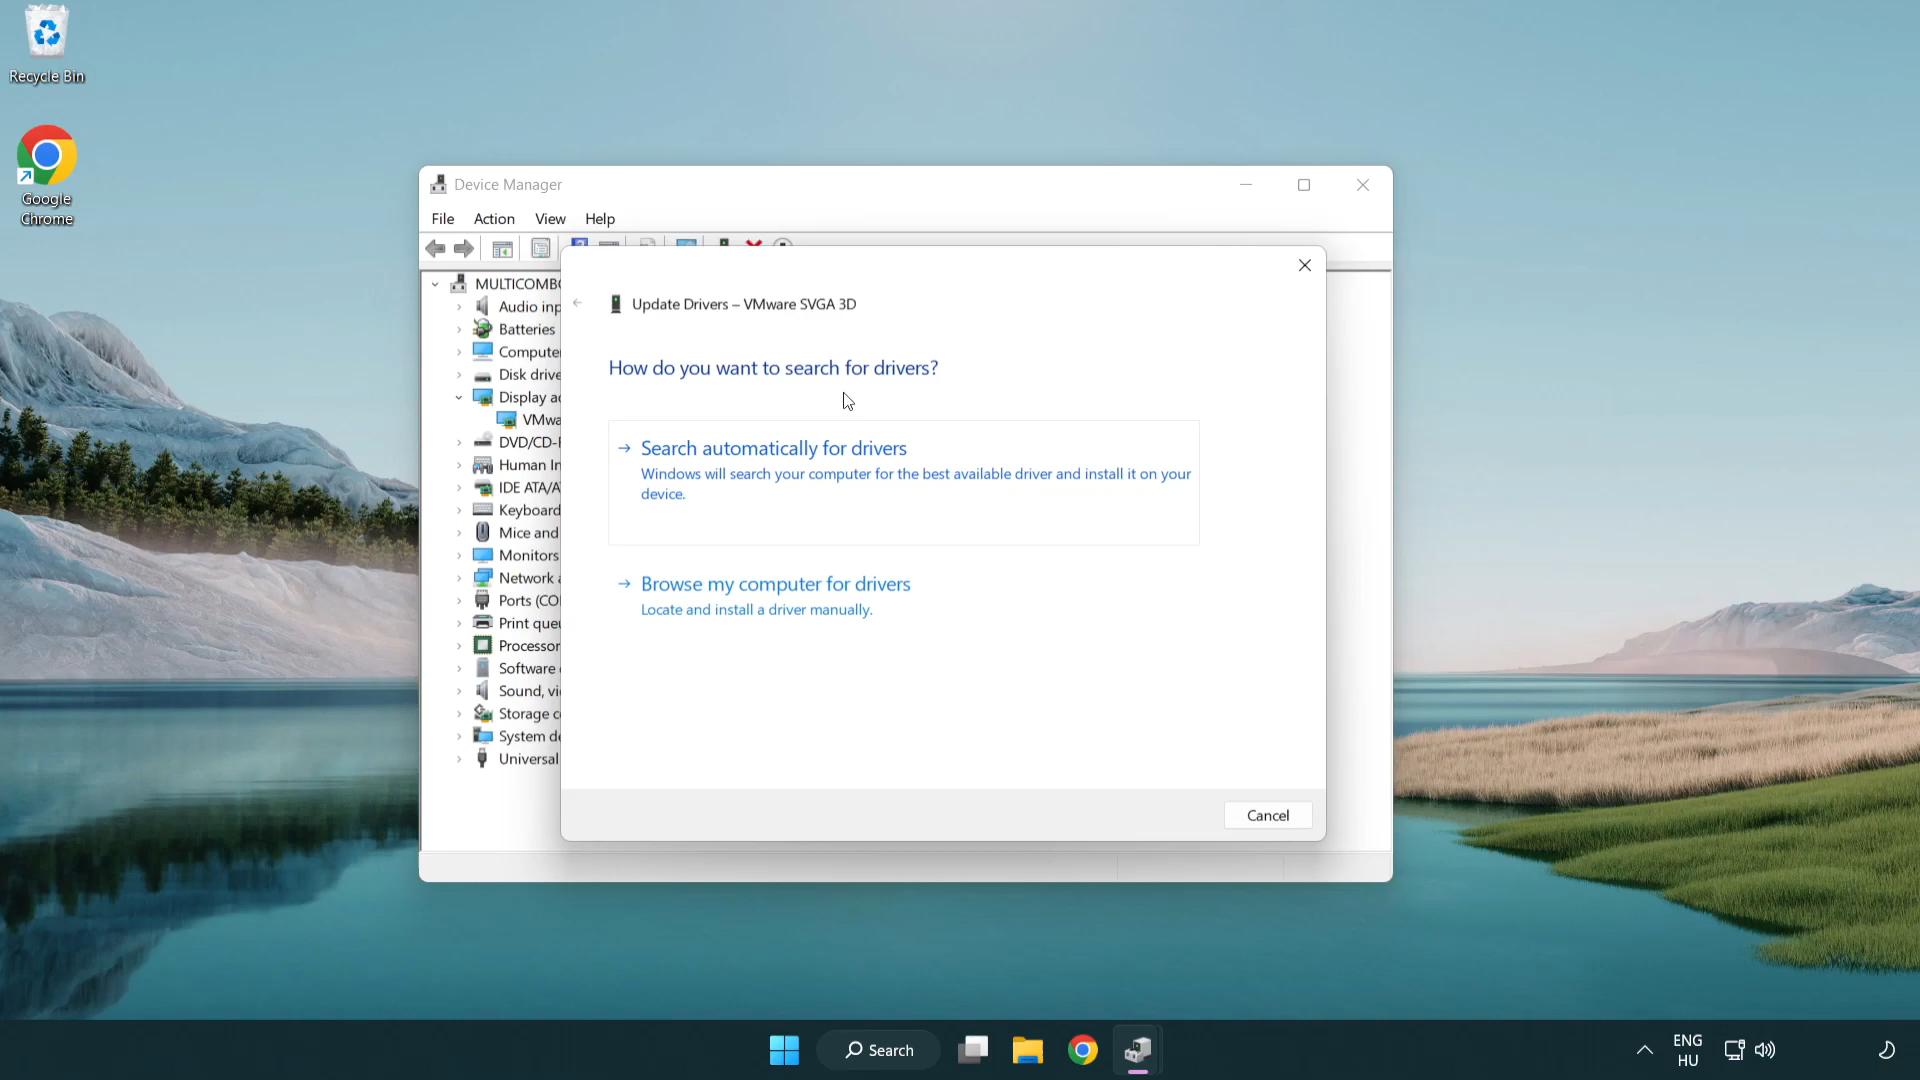 Recycle Bin
Google
Chrome
Device Manager
File Action View Help
MULTICOMBO
Audio inp
Batteries
Compute
Disk drive
Display a
VMwa
DVD/CD-R
Human In
IDE ATA/A
Keyboard
Mice and
Monitors
Network a
Ports (CO
Print que
Processor
Software
Sound, vi
Storage c
System de
Universal
Update Drivers – VMware SVGA 3D
How do you want to search for drivers?
Search automatically for drivers
Windows will search your computer for the best available driver and install it on your
device.
Browse my computer for drivers
Locate and install a driver manually.
Cancel
Search
ENG
HU